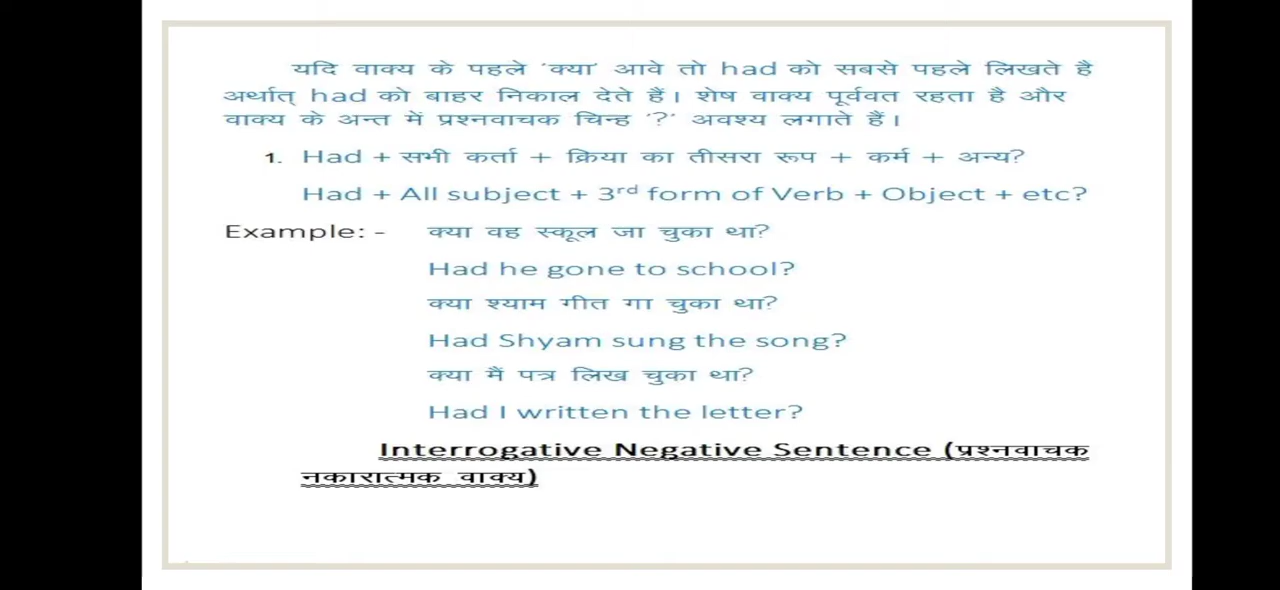 यदि वाक्य के पहले 'क्या' आवे तो had को सबसे पहले लिखते है
अर्थात् had को बाहर निकाल देते हैं। शेष वाक्य पूर्ववत रहता है और
वाक्य के अन्त में प्रश्नवाचक चिन्ह '?' अवश्य लगाते हैं।
1. Had + सभी कर्ता + क्रिया का तीसरा रूप + कर्म + अन्य?
Had + All subject + 3rd form of Verb + Object + etc?
Example: - क्या वह स्कूल जा चुका था?
Had he gone to school?
क्या श्याम गीत गा चुका था?
Had Shyam sung the song?
क्या मैं पत्र लिख चुका था?
Had I written the letter?
Interrogative Negative Sentence (प्रश्नवाचक
नकारात्मक वाक्य)